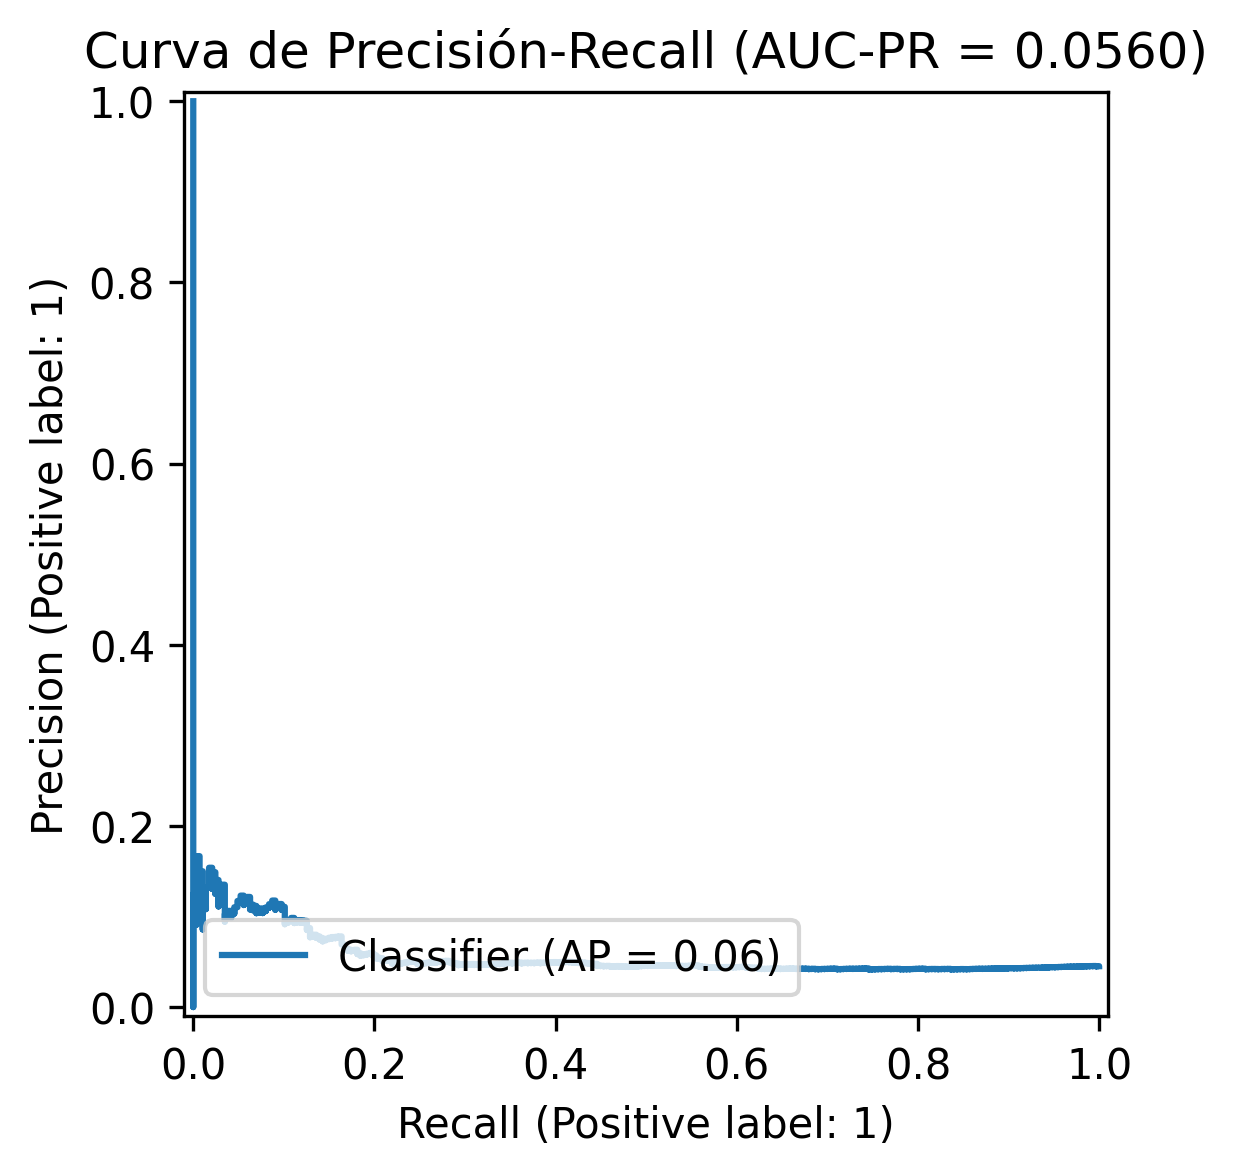 Curva de Precisión-Recall (AUC-PR = 0.0560)
Precision (Positive label: 1)
1.0
0.8
0.6
0.4
0.2
0.0
Classifier (AP = 0.06)
0.0 0.2 0.4 0.6 0.8 1.0
Recall (Positive label: 1)